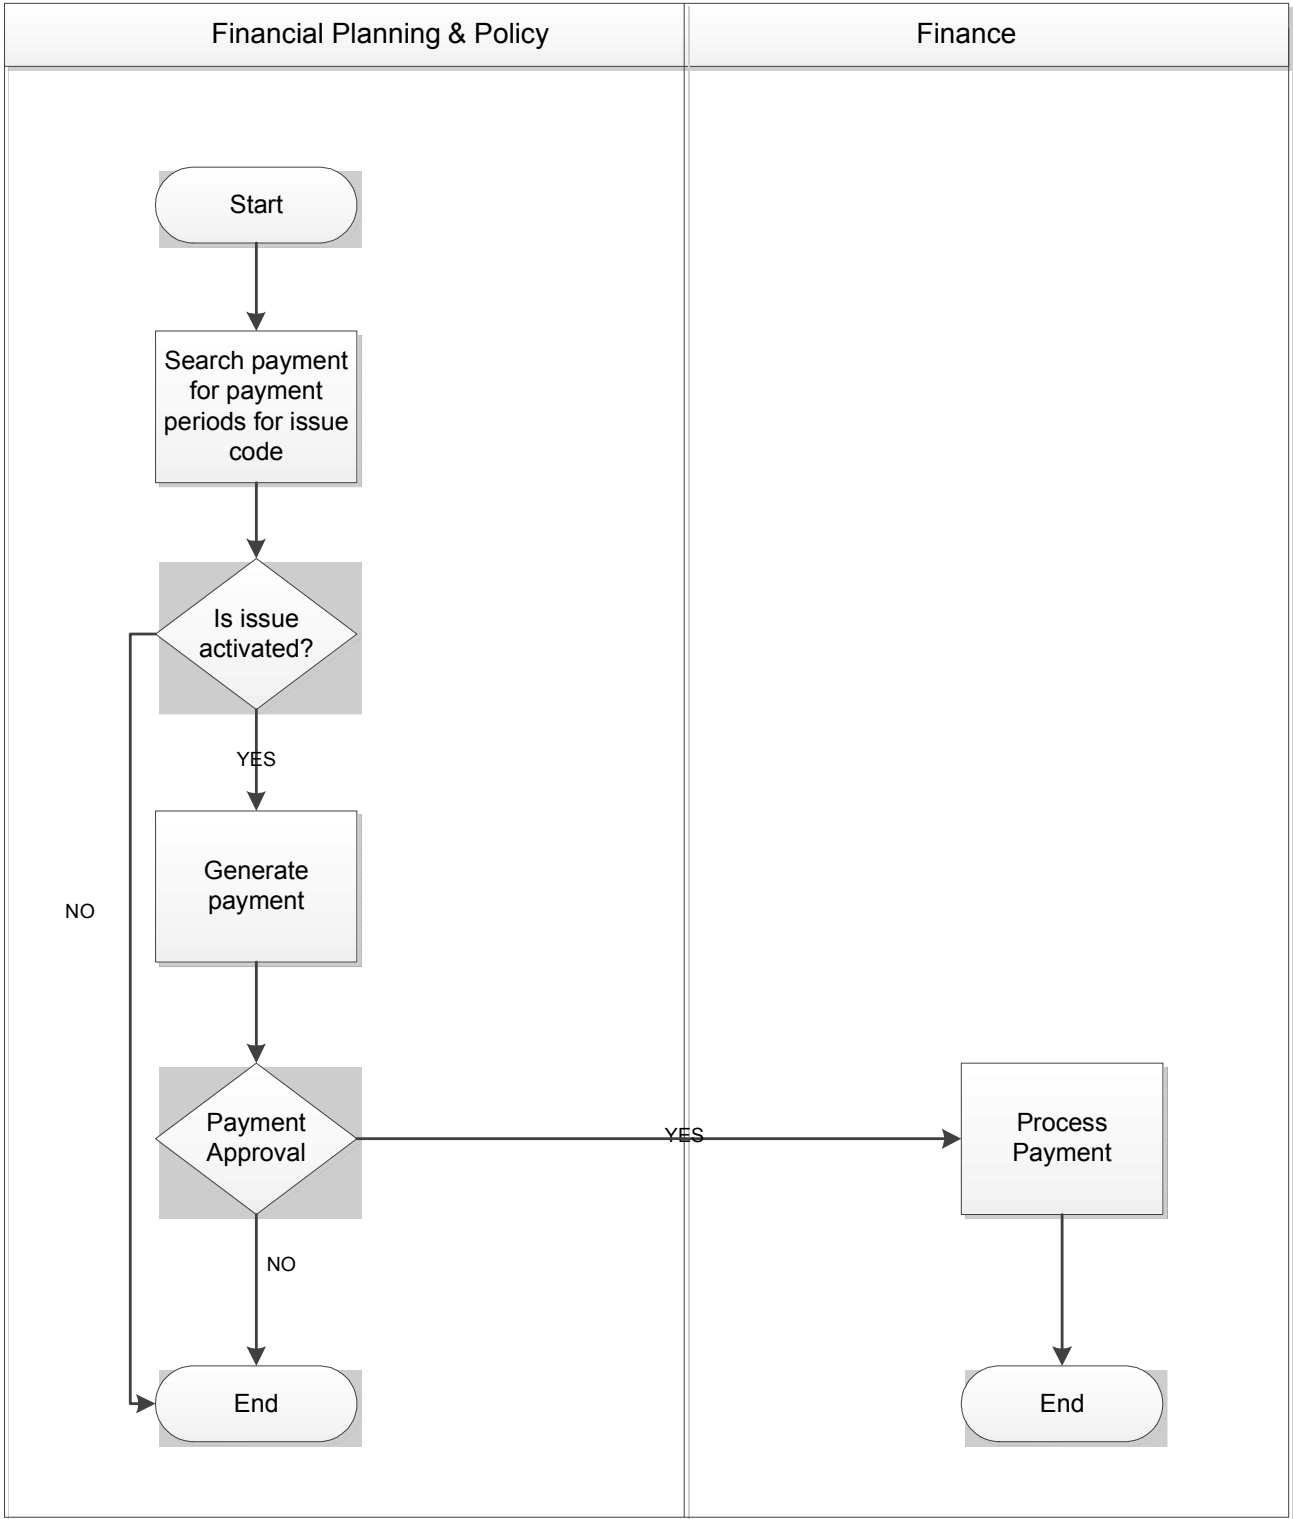 Financial Planning & Policy
Finance
Start
Search payment
for payment
periods for issue
code
Is issue
activated?
YES
Generate
payment
NO
Payment
Approval
YES
Process
Payment
NO
End
End